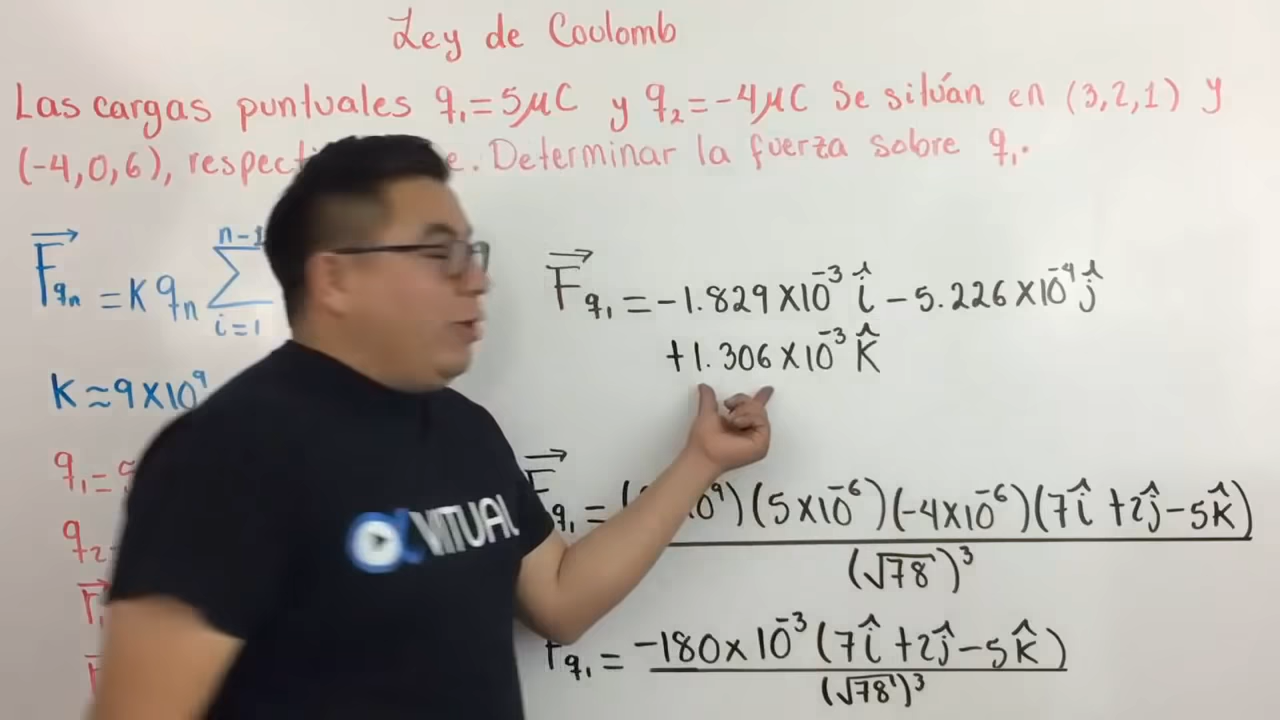 Ley de Coulomb
Las cargas puntuales q₁=5μC y q₂=-4μC Se sitúan en (3,2,1) y
(-4,0,6), Determinar la fuerza sobre q₁.
F⃗qₙ = K qₙ Σ n-1 i=1
F⃗q₁ = -1.829×10⁻³ î - 5.226×10⁻⁴ ĵ
+1.306×10⁻³ K̂
K≈9×10⁹
q₁=
q₂
F⃗q₁ = (5×10⁻⁶)(-4×10⁻⁶)(7î+2ĵ-5k̂)
(√78)³
Fq₁ = -180×10⁻³(7î+2ĵ-5k̂)
(√78)³
VITUAL